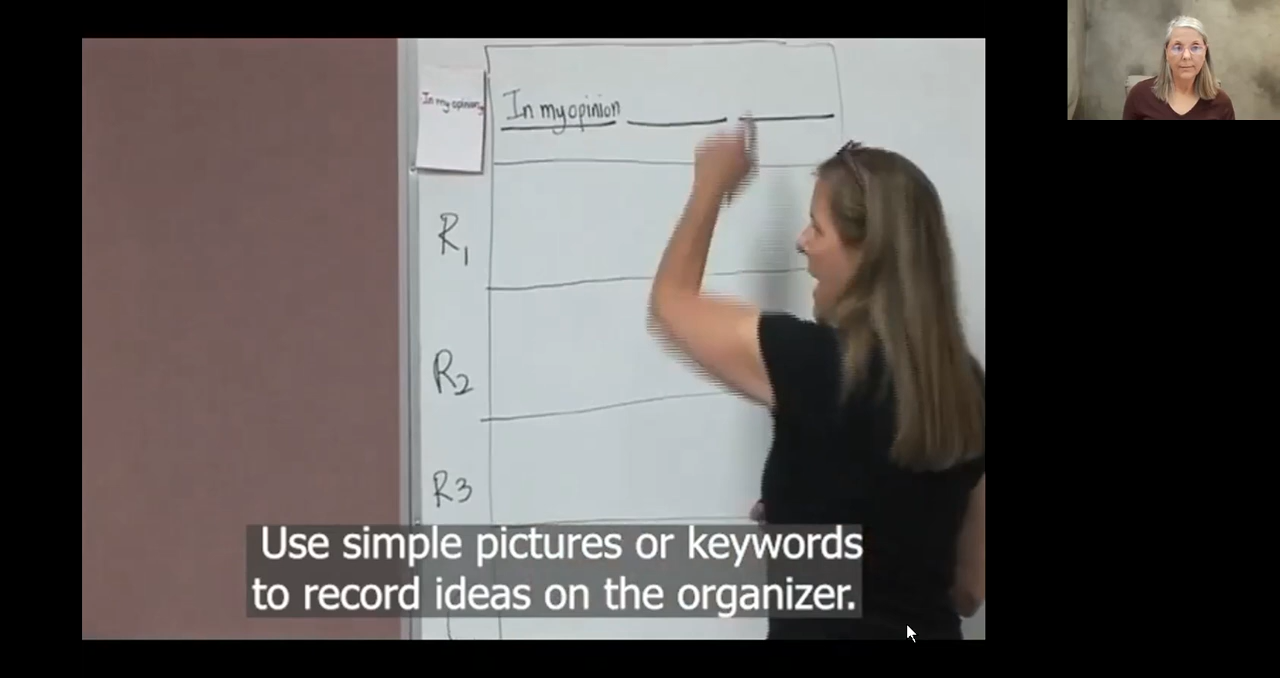 In my opinion
In my opinion
R1
R2
R3
Use simple pictures or keywords
to record ideas on the organizer.